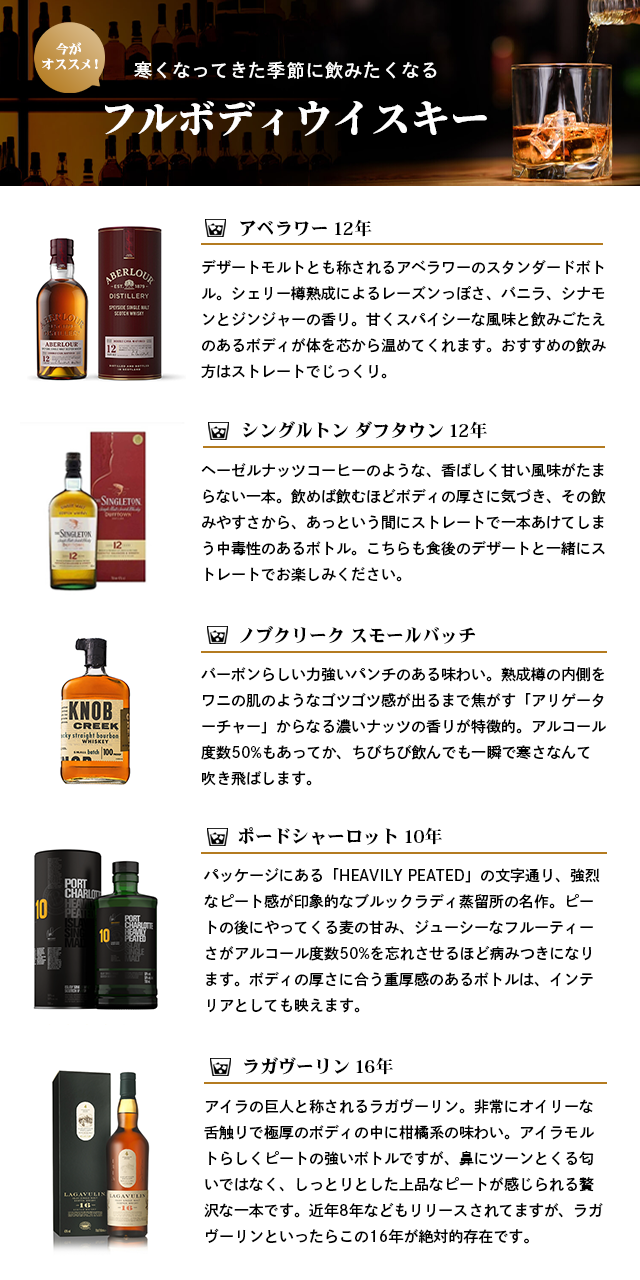 今が
オススメ!
寒くなってきた季節に飲みたくなる
フルボディウイスキー
アベラワー 12年
デザートモルトとも称されるアベラワーのスタンダードボト
ル。シェリー樽熟成によるレーズンっぽさ、バニラ、シナモ
ンとジンジャーの香り。甘くスパイシーな風味と飲みごたえ
のあるボディが体を芯から温めてくれます。おすすめの飲み
方はストレートでじっくり。
ABERLOUR
DISTILLERY
SPEYSIDE SINGLE MALT
SCOTCH WHISKY
12
ABERLOUR
12
シングルトン ダフタウン 12年
ヘーゼルナッツコーヒーのような、香ばしく甘い風味がたま
らない一本。飲めば飲むほどボディの厚さに気づき、その飲
みやすさから、あっという間にストレートで一本あけてしま
う中毒性のあるボトル。こちらも食後のデザートと一緒にス
トレートでお楽しみください。
SINGLETON
12
SINGLETON
12
ノブクリーク スモールバッチ
バーボンらしい力強いパンチのある味わい。熟成樽の内側を
ワニの肌のようなゴツゴツ感が出るまで焦がす「アリゲータ
ーチャー」からなる濃いナッツの香りが特徴的。アルコール
度数50%もあってか、ちびちび飲んでも一瞬で寒さなんて
吹き飛ばします。
KNOB
CREEK
cky straight bourbon
WHISKEY
small batch 100
ポードシャーロット 10年
パッケージにある「HEAVILY PEATED」の文字通り、強烈
なピート感が印象的なブルックラディ蒸留所の名作。ピー
トの後にやってくる麦の甘み、ジューシーなフルーティー
さがアルコール度数50%を忘れさせるほど病みつきになり
ます。ボディの厚さに合う重厚感のあるボトルは、インテ
リアとしても映えます。
10
PORT
CHARLOTTE
10
PORT
CHARLOTTE
HEAVILY
PEATED
ラガヴーリン 16年
アイラの巨人と称されるラガヴーリン。非常にオイリーな
舌触りで極厚のボディの中に柑橘系の味わい。アイラモル
トらしくピートの強いボトルですが、鼻にツーンとくる匂
いではなく、しっとりとした上品なピートが感じられる贅
沢な一本です。近年8年などもリリースされてますが、ラガ
ヴーリンといったらこの16年が絶対的存在です。
LAGAVULIN
16
LAGAVULIN
16